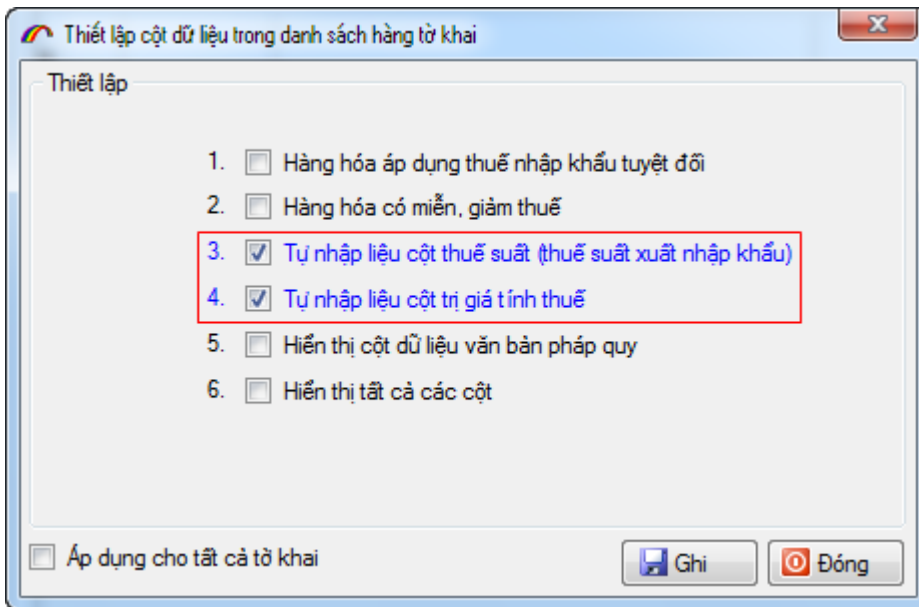 Thiết lập cột dữ liệu trong danh sách hàng tờ khai
Thiết lập
1. Hàng hóa áp dụng thuế nhập khẩu tuyệt đối
2. Hàng hóa có miễn, giảm thuế
3. Tự nhập liệu cột thuế suất (thuế suất xuất nhập khẩu)
4. Tự nhập liệu cột trị giá tính thuế
5. Hiển thị cột dữ liệu văn bản pháp quy
6. Hiển thị tất cả các cột
Áp dụng cho tất cả tờ khai
Ghi
Đóng